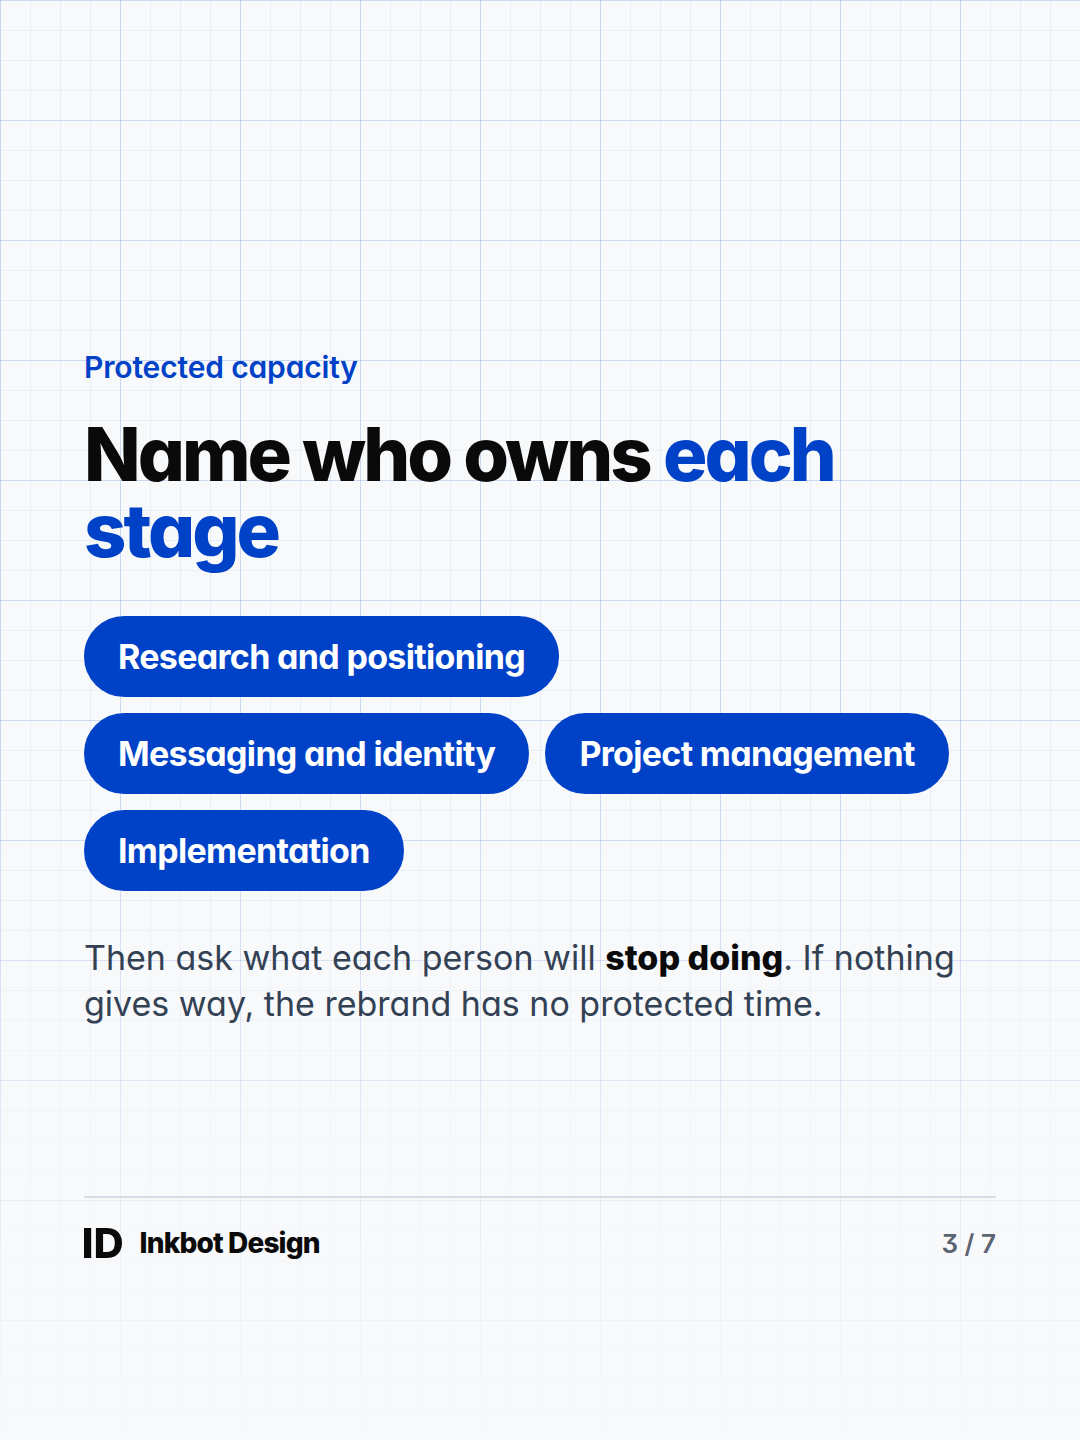 Protected capacity
Name who owns each
stage
Research and positioning
Messaging and identity Project management
Implementation
Then ask what each person will stop doing. If nothing
gives way, the rebrand has no protected time.
ID Inkbot Design 3 / 7